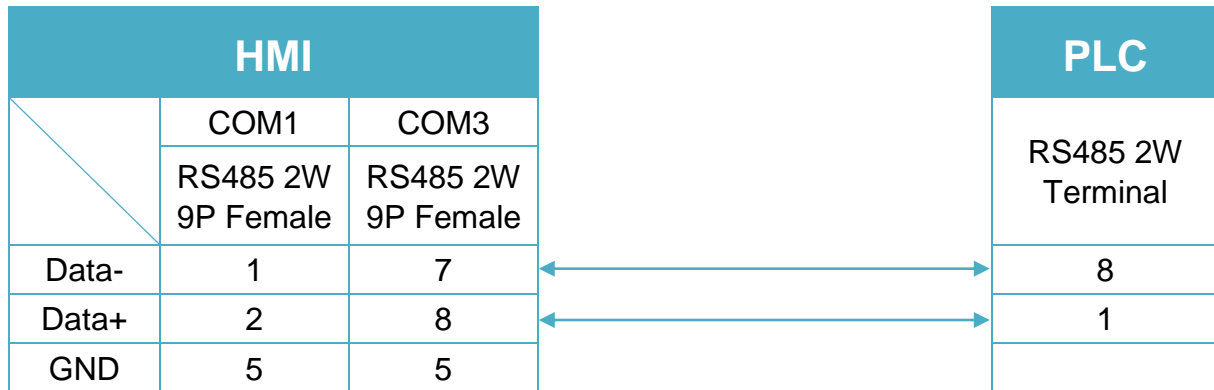 HMI PLC
COM1 COM3
RS485 2W RS485 2W RS485 2W
9P Female 9P Female Terminal
Data- 1 7 8
Data+ 2 8 1
GND 5 5